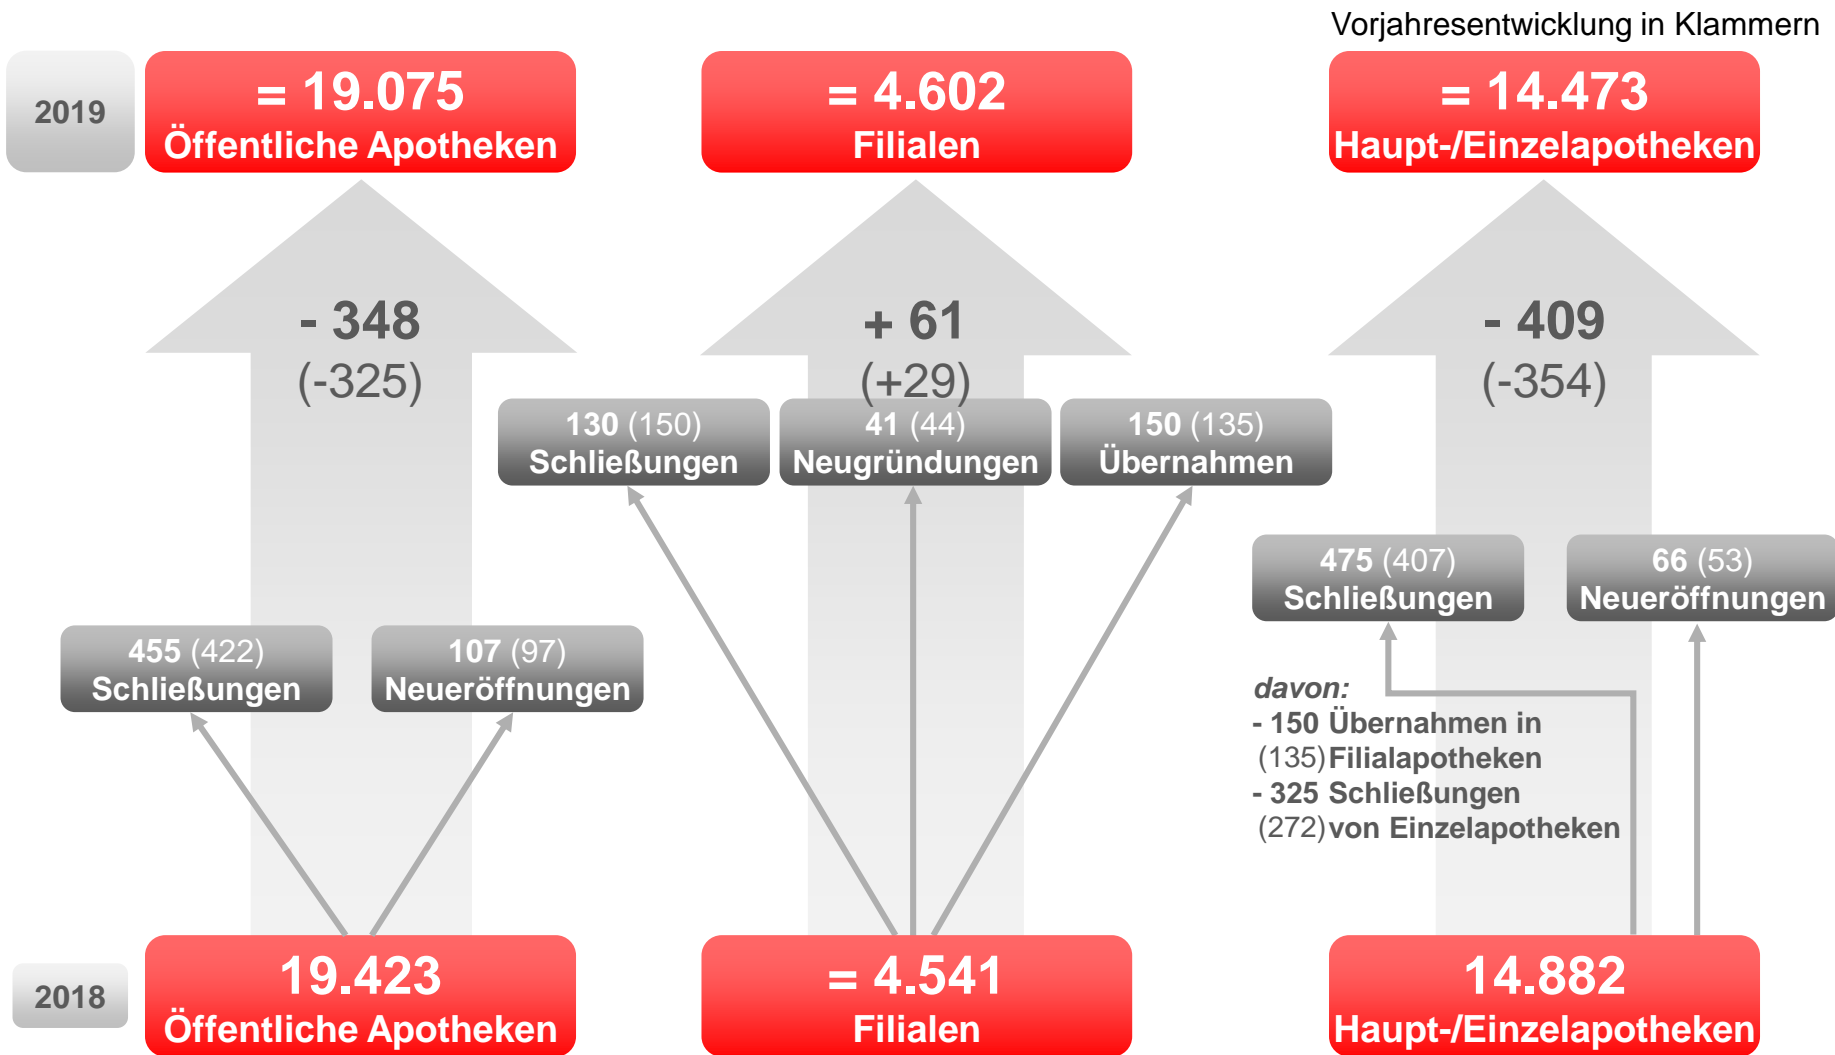 Vorjahresentwicklung in Klammern
2019
= 19.075
Öffentliche Apotheken
= 4.602
Filialen
= 14.473
Haupt-/Einzelapotheken
- 348
(-325)
+ 61
(+29)
- 409
(-354)
130 (150)
Schließungen
41 (44)
Neugründungen
150 (135)
Übernahmen
475 (407)
Schließungen
66 (53)
Neueröffnungen
455 (422)
Schließungen
107 (97)
Neueröffnungen
davon:
- 150 Übernahmen in
(135) Filialapotheken
- 325 Schließungen
(272) von Einzelapotheken
2018
19.423
Öffentliche Apotheken
= 4.541
Filialen
14.882
Haupt-/Einzelapotheken